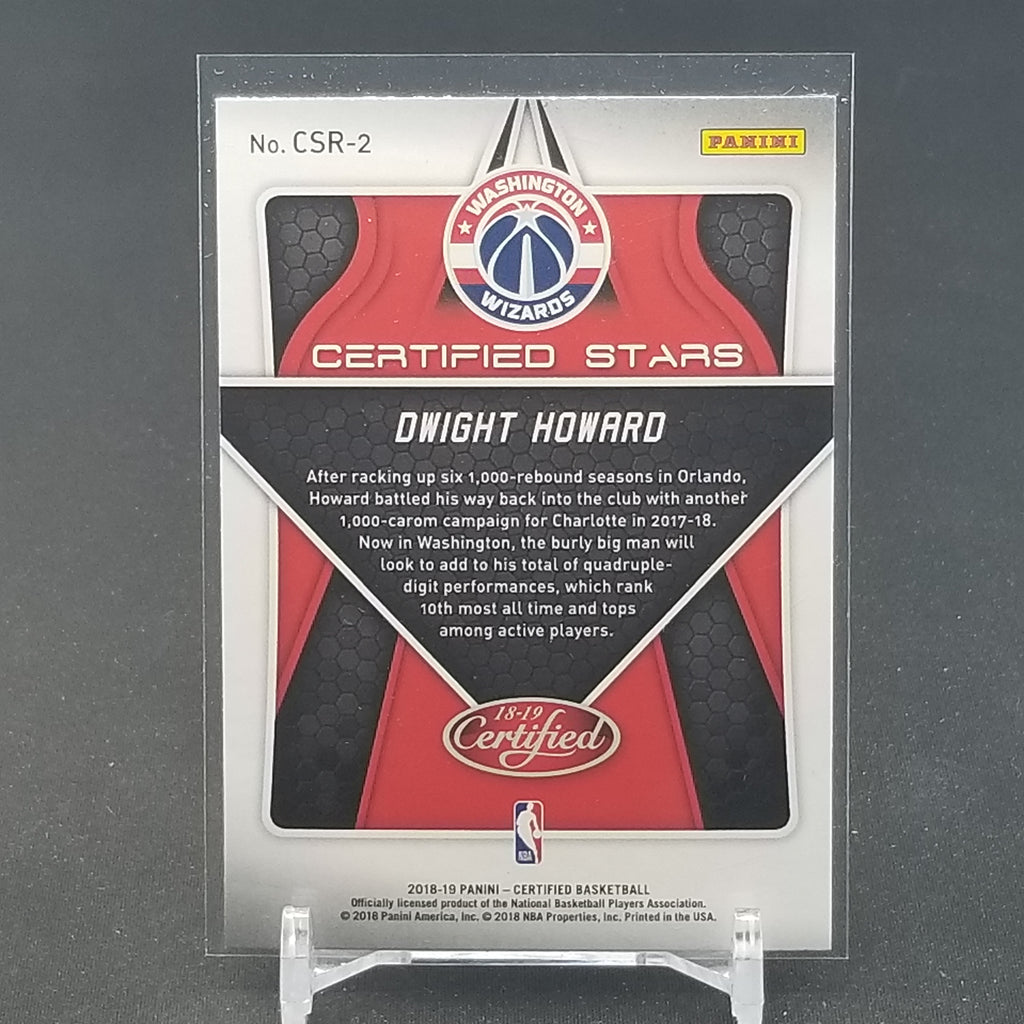 No. CSR-2
PANINI
WASHINGTON
WIZARDS
CERTIFIED STARS
DWIGHT HOWARD
After racking up six 1,000-rebound seasons in Orlando,
Howard battled his way back into the club with another
1,000-carom campaign for Charlotte in 2017-18.
Now in Washington, the burly big man will
look to add to his total of quadruple-
digit performances, which rank
10th most all time and tops
among active players.
18-19
Certified
NBA
2018-19 PANINI – CERTIFIED BASKETBALL
Officially licensed product of the National Basketball Players Association.
© 2018 Panini America, Inc. © 2018 NBA Properties, Inc. Printed in the USA.